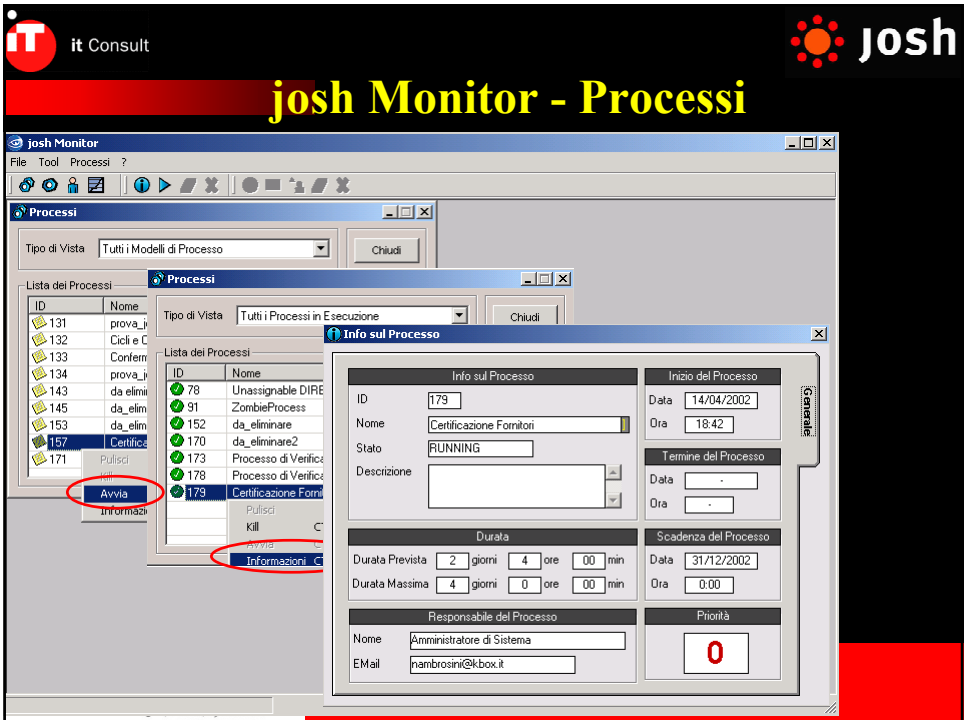 iT it Consult
josh
josh Monitor - Processi
josh Monitor
File Tool Processi ?
Processi
Tipo di Vista Tutti i Modelli di Processo Chiudi
Lista dei Processi
ID Nome
131
132
133
134
143 da
145
153
157
171
Pulisci
Kill
Avvia
Processi
Tipo di Vista Tutti i Processi in Esecuzione Chiudi
Lista dei Processi
ID Nome
78 Unassignable
91 ZombieProcess
152 da_eliminare
170 da_eliminare2
173 Processo di
178 Processo di
179 Certificazione
Pulisci
Kill
Avvia
Informazioni
Info sul Processo
Generale
Info sul Processo
ID 179
Nome Certificazione Fornitori
Stato RUNNING
Descrizione
Inizio del Processo
Data 14/04/2002
Ora 18:42
Termine del Processo
Data -
Ora -
Durata
Durata Prevista 2 giorni 4 ore 00 min
Durata Massima 4 giorni 0 ore 00 min
Scadenza del Processo
Data 31/12/2002
Ora 0:00
Responsabile del Processo
Nome Amministratore di Sistema
EMail nambrosini@kbox.it
Priorità
0